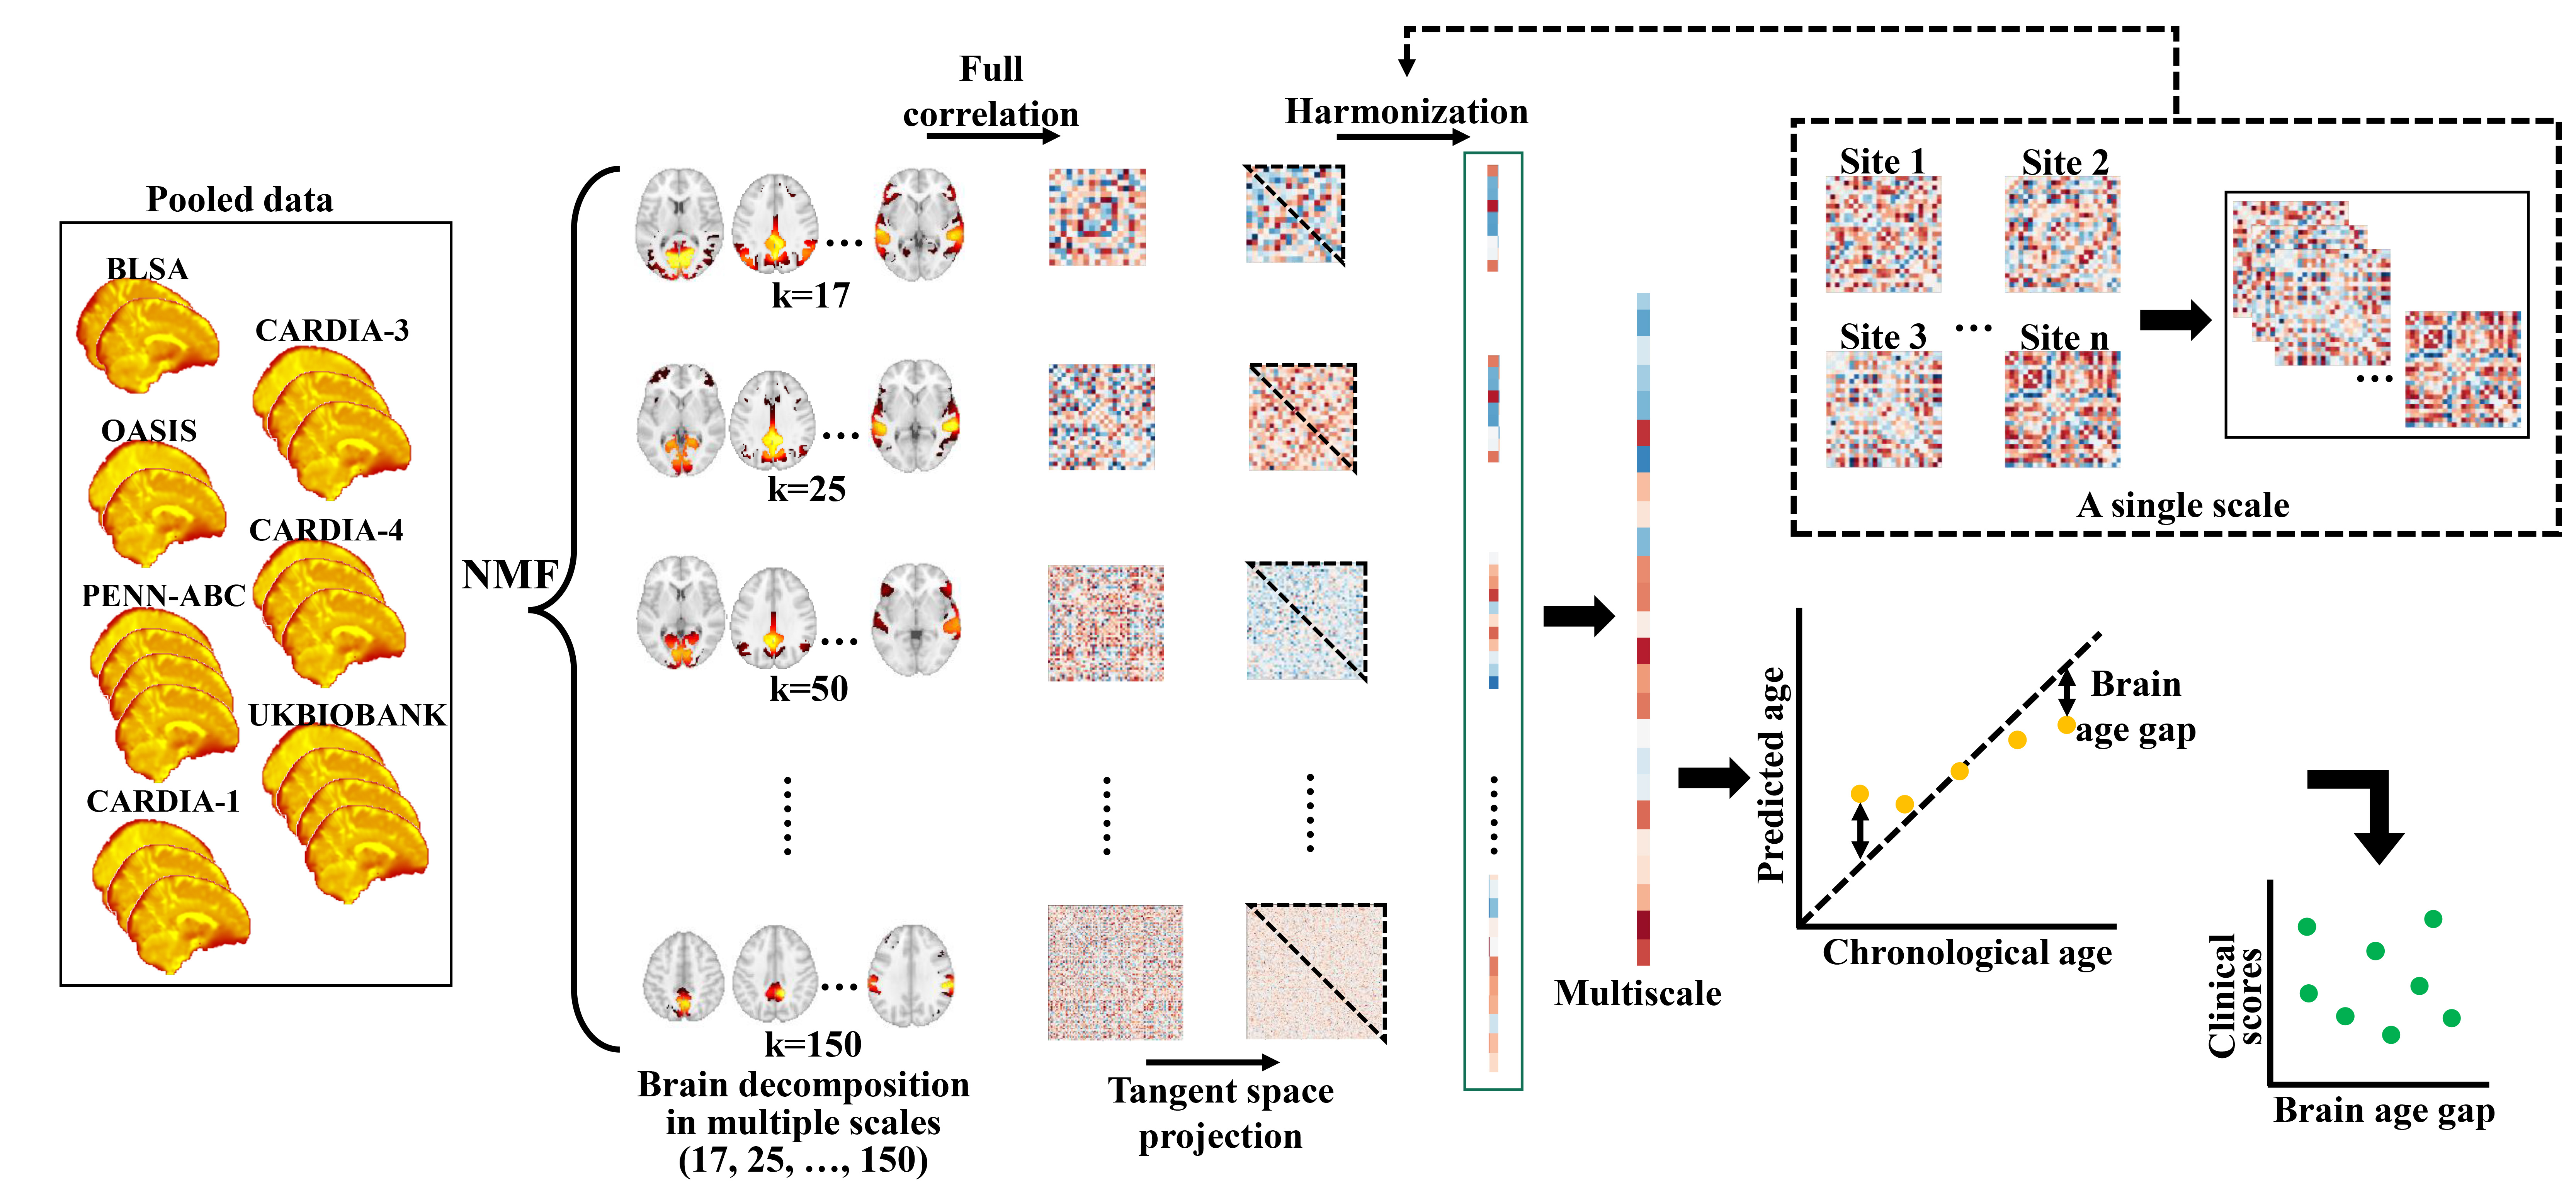 Pooled data
BLSA
CARDIA-3
OASIS
CARDIA-4
PENN-ABC
UKBIOBANK
CARDIA-1
NMF
k=17
k=25
k=50
k=150
Brain decomposition
in multiple scales
(17, 25, …, 150)
Full
correlation
Tangent space
projection
Harmonization
Multiscale
Site 1
Site 2
Site 3
Site n
A single scale
Predicted age
Chronological age
Brain
age gap
Clinical
scores
Brain age gap